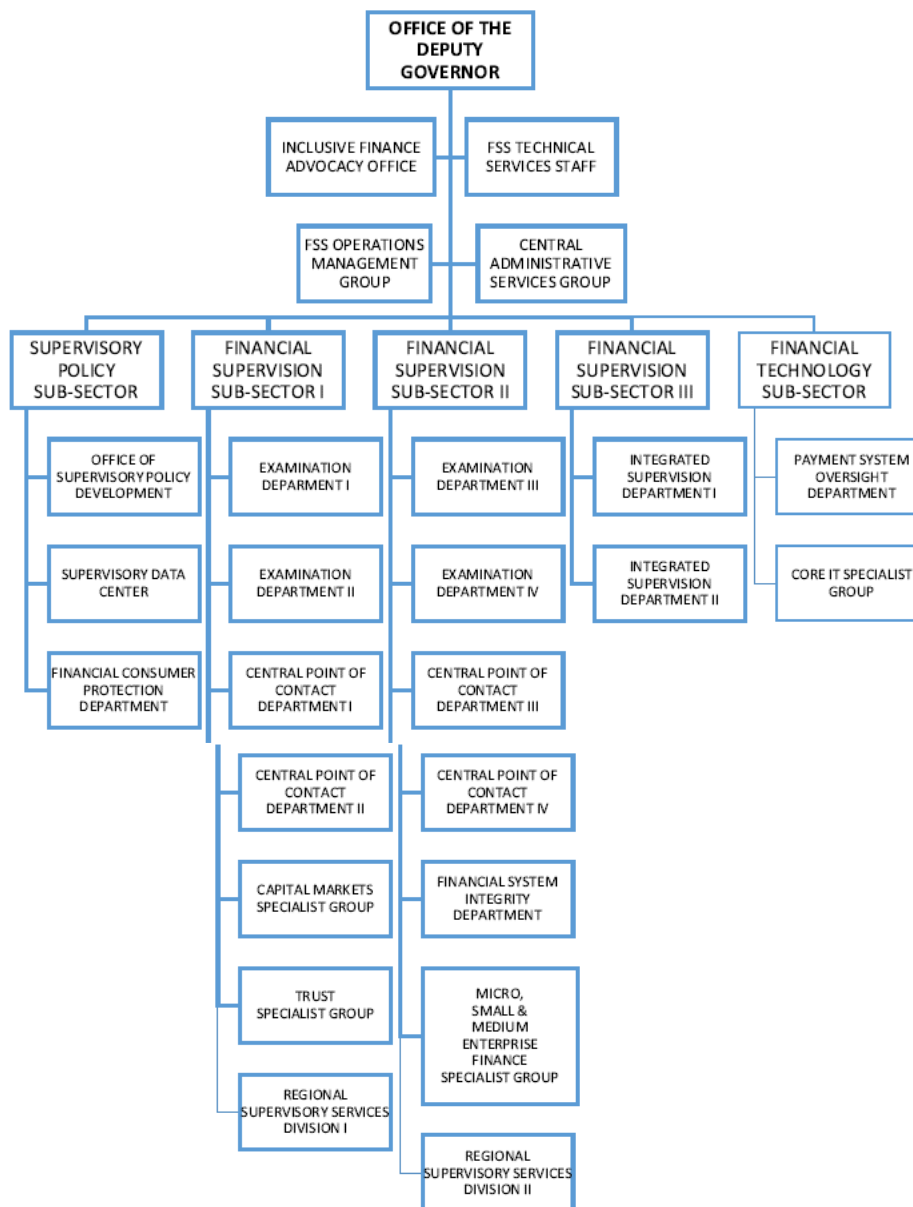 OFFICE OF THE
DEPUTY
GOVERNOR
INCLUSIVE FINANCE
ADVOCACY OFFICE
FSS TECHNICAL
SERVICES STAFF
FSS OPERATIONS
MANAGEMENT
GROUP
CENTRAL
ADMINISTRATIVE
SERVICES GROUP
SUPERVISORY
POLICY
SUB-SECTOR
FINANCIAL
SUPERVISION
SUB-SECTOR I
FINANCIAL
SUPERVISION
SUB-SECTOR II
FINANCIAL
SUPERVISION
SUB-SECTOR III
FINANCIAL
TECHNOLOGY
SUB-SECTOR
OFFICE OF
SUPERVISORY POLICY
DEVELOPMENT
EXAMINATION
DEPARMENT I
EXAMINATION
DEPARTMENT III
INTEGRATED
SUPERVISION
DEPARTMENT I
PAYMENT SYSTEM
OVERSIGHT
DEPARTMENT
SUPERVISORY DATA
CENTER
EXAMINATION
DEPARTMENT II
EXAMINATION
DEPARTMENT IV
INTEGRATED
SUPERVISION
DEPARTMENT II
CORE IT SPECIALIST
GROUP
FINANCIAL CONSUMER
PROTECTION
DEPARTMENT
CENTRAL POINT OF
CONTACT
DEPARTMENT I
CENTRAL POINT OF
CONTACT
DEPARTMENT III
CENTRAL POINT OF
CONTACT
DEPARTMENT II
CENTRAL POINT OF
CONTACT
DEPARTMENT IV
CAPITAL MARKETS
SPECIALIST GROUP
FINANCIAL SYSTEM
INTEGRITY
DEPARTMENT
TRUST
SPECIALIST GROUP
MICRO,
SMALL &
MEDIUM
ENTERPRISE
FINANCE
SPECIALIST GROUP
REGIONAL
SUPERVISORY SERVICES
DIVISION I
REGIONAL
SUPERVISORY SERVICES
DIVISION II